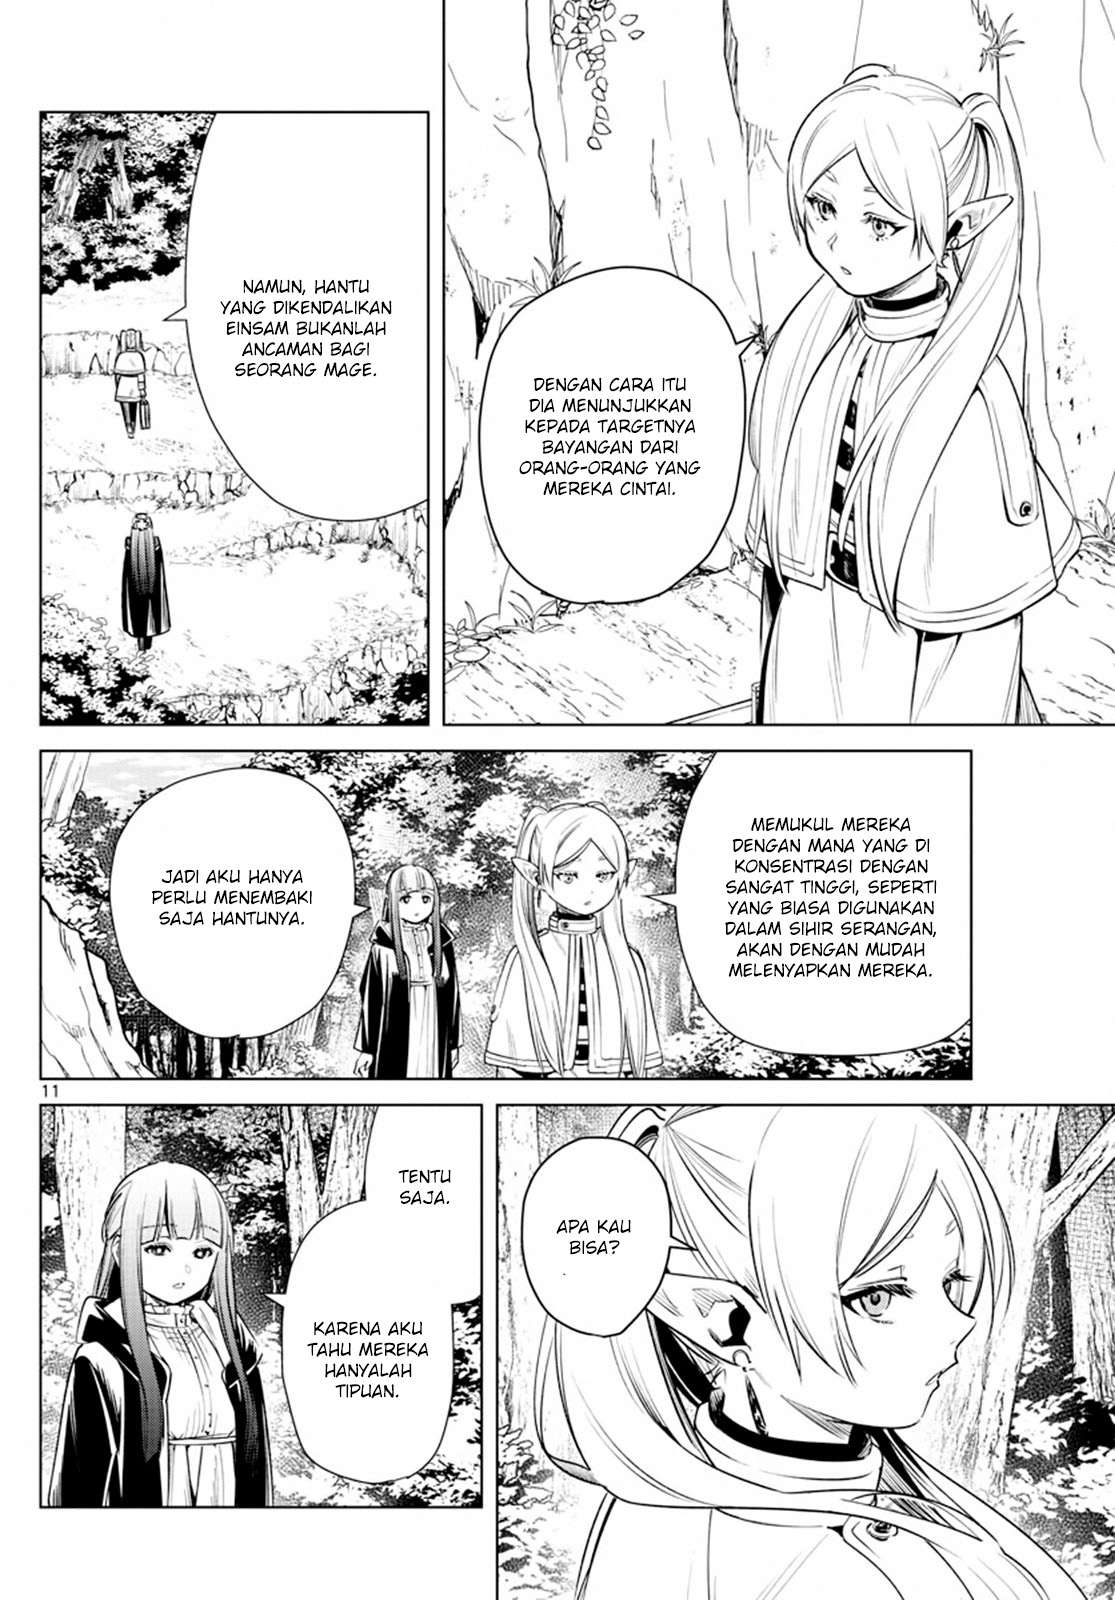 DENGAN CARA ITU
DIA MENUNJUKKAN
KEPADA TARGETNYA
BAYANGAN DARI
ORANG-ORANG YANG
MEREKA CINTAI.
NAMUN, HANTU
YANG DIKENDALIKAN
EINSAM BUKANLAH
ANCAMAN BAGI
SEORANG MAGE.
MEMUKUL MEREKA
DENGAN MANA YANG DI
KONSENTRASI DENGAN
SANGAT TINGGI, SEPERTI
YANG BIASA DIGUNAKAN
DALAM SIHIR SERANGAN,
AKAN DENGAN MUDAH
MELENYAPKAN MEREKA.
JADI AKU HANYA
PERLU MENEMBAKI
SAJA HANTUNYA.
11
APA KAU
BISA?
TENTU
SAJA.
KARENA AKU
TAHU MEREKA
HANYALAH
TIPUAN.